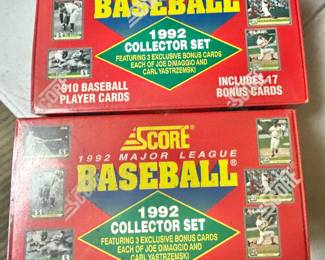 BASEBALL®
1992
COLLECTOR SET
FEATURING 3 EXCLUSIVE BONUS CARDS
EACH OF JOE DIMAGGIO AND
CARL YASTRZEMSKI
910 BASEBALL
PLAYER CARDS
INCLUDES 17
BONUS CARDS
SCORE
1992 MAJOR LEAGUE
BASEBALL®
1992
COLLECTOR SET
FEATURING 3 EXCLUSIVE BONUS CARDS
EACH OF JOE DIMAGGIO AND
CARL YASTRZEMSKI